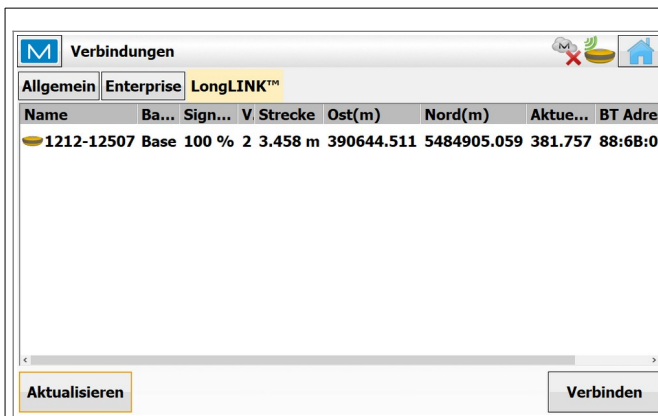 Verbindungen
Allgemein Enterprise LongLINK™
Name Ba... Sign... V. Strecke Ost(m) Nord(m) Aktue... BT Adre
1212-12507 Base 100 % 2 3.458 m 390644.511 5484905.059 381.757 88:6B:0
Aktualisieren Verbinden